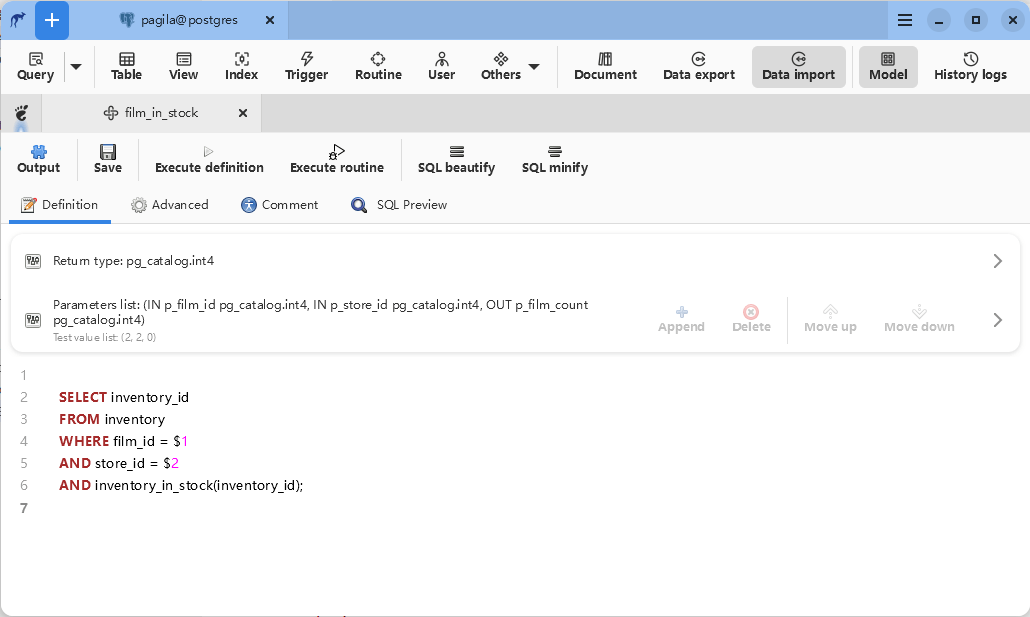 pagila@postgres
Query Table View Index Trigger Routine User Others Document Data export Data import Model History logs
film_in_stock
Output Save Execute definition Execute routine SQL beautify SQL minify
Definition Advanced Comment SQL Preview
Return type: pg_catalog.int4
Parameters list: (IN p_film_id pg_catalog.int4, IN p_store_id pg_catalog.int4, OUT p_film_count
pg_catalog.int4)
Test value list: (2, 2, 0)
Append Delete Move up Move down
1
2 SELECT inventory_id
3 FROM inventory
4 WHERE film_id = $1
5 AND store_id = $2
6 AND inventory_in_stock(inventory_id);
7